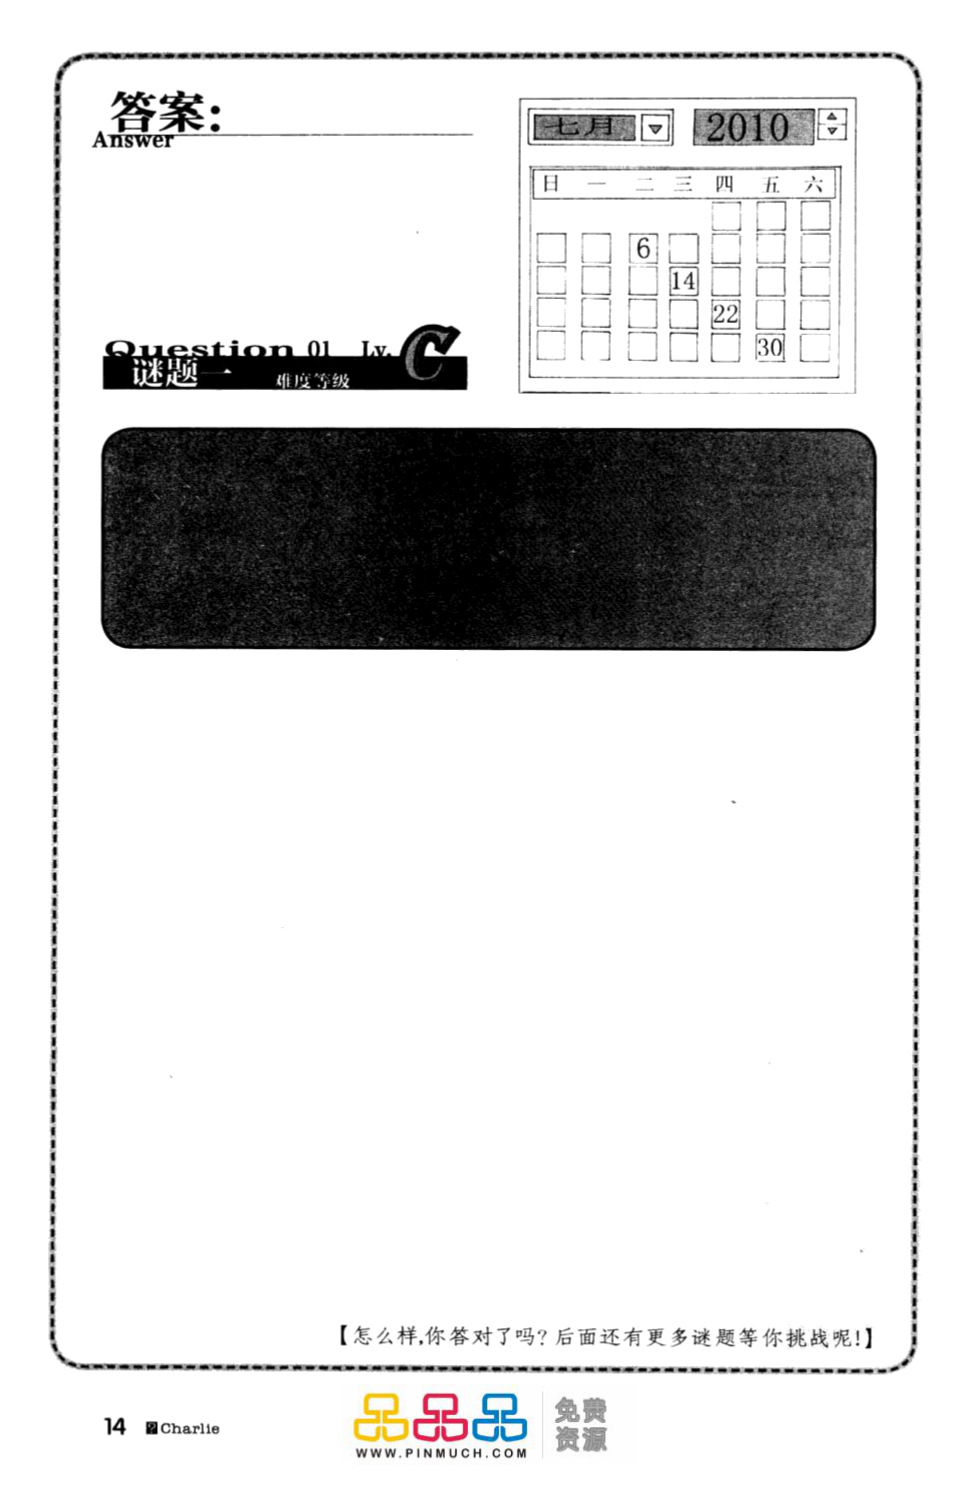 答案：
Answer
七月 2010
日 一 二 三 四 五 六
6
14
22
30
Question 01 Lv. C
谜题一 难度等级
【怎么样,你答对了吗？后面还有更多谜题等你挑战呢！】
14 Charlie
品品品
WWW.PINMUCH.COM
免费
资源